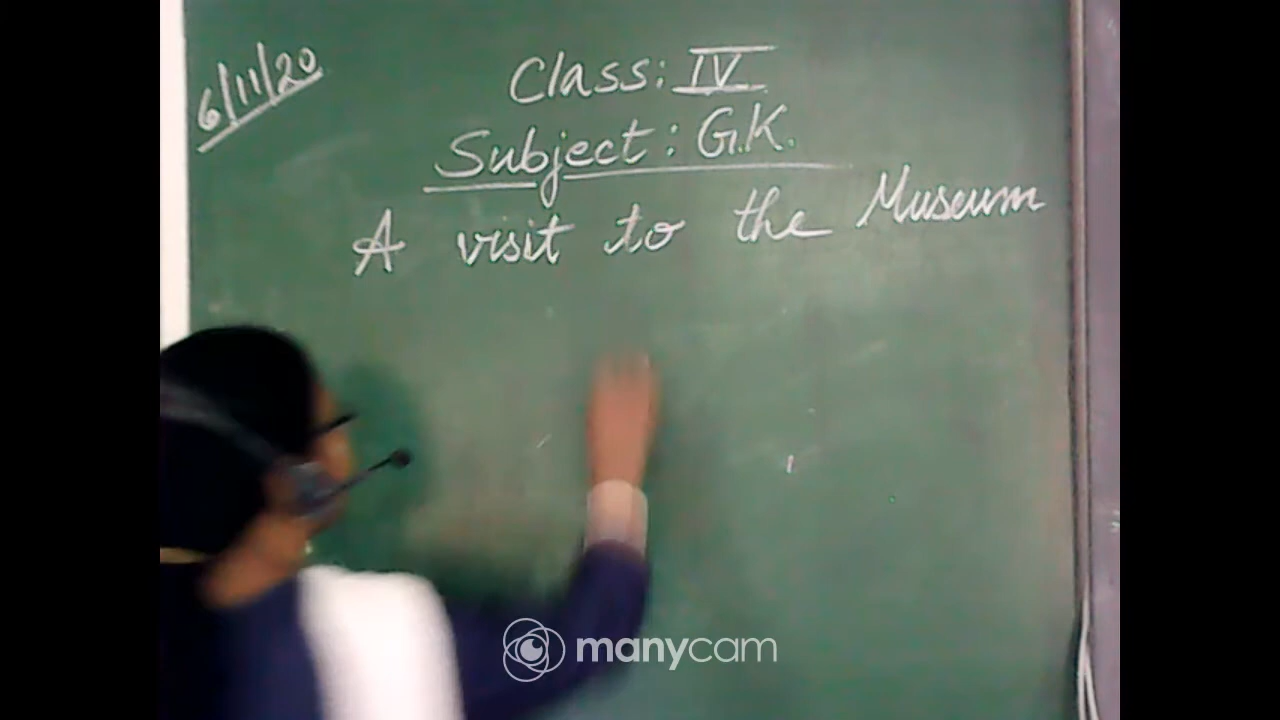 6/11/20
Class: IV
Subject: G.K.
A visit to the Museum
manycam